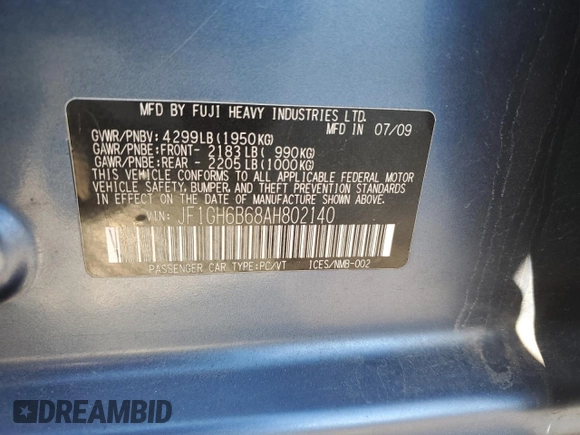 MFD BY FUJI HEAVY INDUSTRIES LTD.
MFD IN 07/09
GVWR/PNBV: 4299LB(1950KG)
GAWR/PNBE:FRONT- 2183LB( 990KG)
GAWR/PNBE:REAR - 2205LB(1000KG)
THIS VEHICLE CONFORMS TO ALL APPLICABLE FEDERAL MOTOR
VEHICLE SAFETY, BUMPER, AND THEFT PREVENTION STANDARDS
IN EFFECT ON THE DATE OF MANUFACTURE SHOWN ABOVE.
VIN: JF1GH6B68AH802140
PASSENGER CAR TYPE:PC/VT ICES/NMB-002
DREAMBID